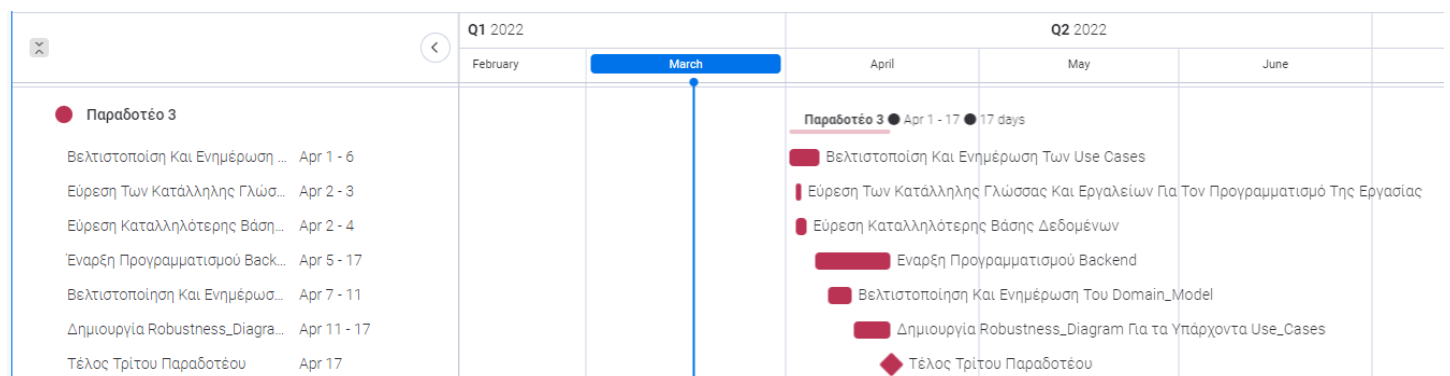 Q1 2022
Q2 2022
February
March
April
May
June
Παραδοτέο 3
Παραδοτέο 3 ● Apr 1 - 17 ● 17 days
Βελτιστοποίση Και Ενημέρωση ... Apr 1 - 6
Βελτιστοποίση Και Ενημέρωση Των Use Cases
Εύρεση Των Κατάλληλης Γλώσ... Apr 2 - 3
Εύρεση Των Κατάλληλης Γλώσσας Και Εργαλείων Για Τον Προγραμματισμό Της Εργασίας
Εύρεση Καταλληλότερης Βάση... Apr 2 - 4
Εύρεση Καταλληλότερης Βάσης Δεδομένων
Έναρξη Προγραμματισμού Back... Apr 5 - 17
Έναρξη Προγραμματισμού Backend
Βελτιστοποίηση Και Ενημέρωσ... Apr 7 - 11
Βελτιστοποίηση Και Ενημέρωση Του Domain_Model
Δημιουργία Robustness_Diagra... Apr 11 - 17
Δημιουργία Robustness_Diagram Για τα Υπάρχοντα Use_Cases
Τέλος Τρίτου Παραδοτέου Apr 17
Τέλος Τρίτου Παραδοτέου